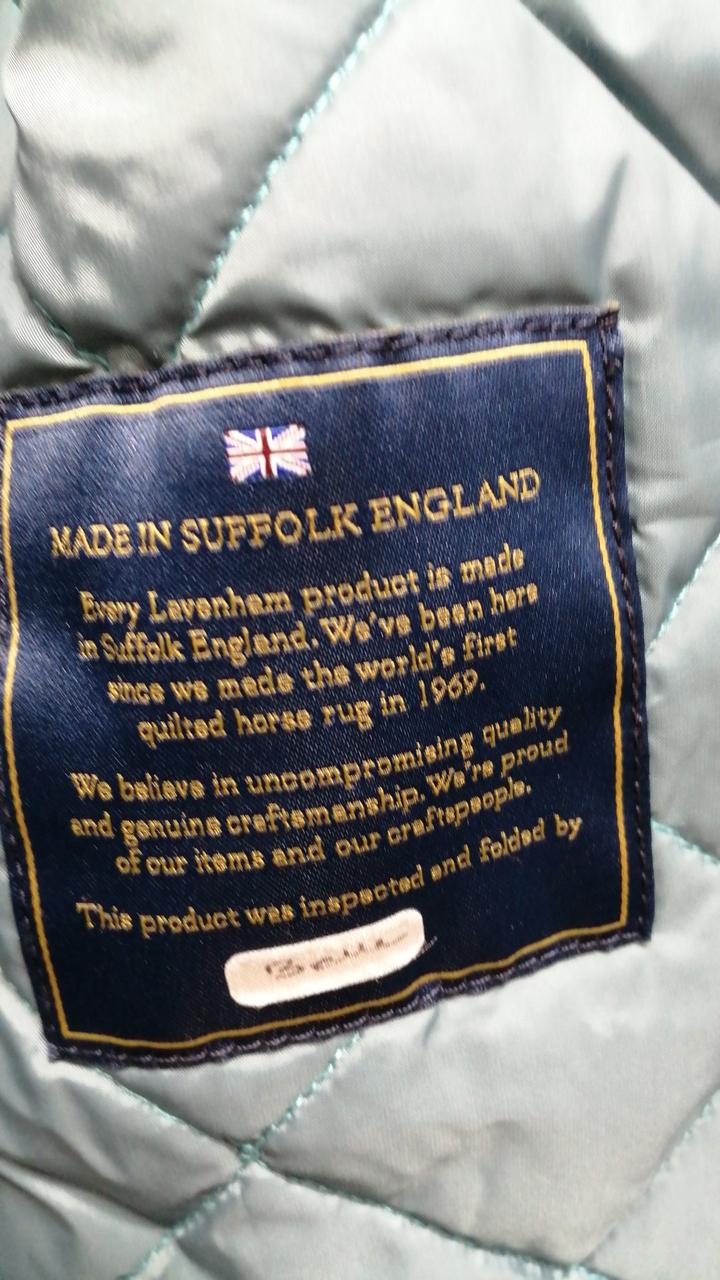 MADE IN SUFFOLK ENGLAND
Every Lavenham product is made
in Suffolk England. We've been here
since we made the world's first
quilted horse rug in 1969.
We believe in uncompromising quality
and genuine craftsmanship. We're proud
of our items and our craftspeople.
This product was inspected and folded by